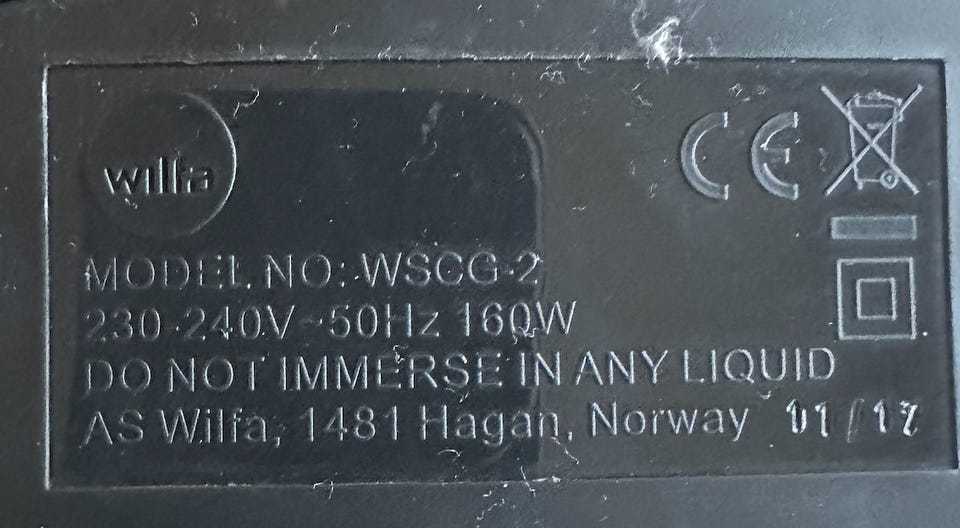 wilfa
CE
MODEL NO: WSCG-2
230-240V~50Hz 160W
DO NOT IMMERSE IN ANY LIQUID
AS Wilfa, 1481 Hagan, Norway 01/17